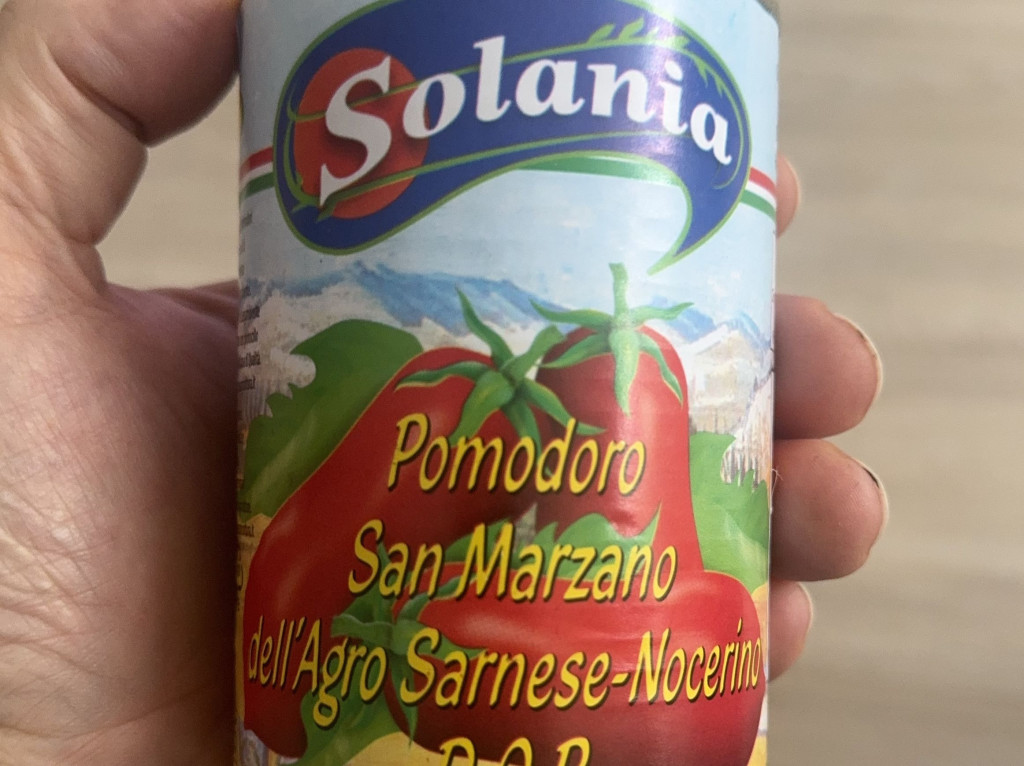 Solania
Pomodoro
San Marzano
dell'Agro Sarnese-Nocerino
D.O.P.